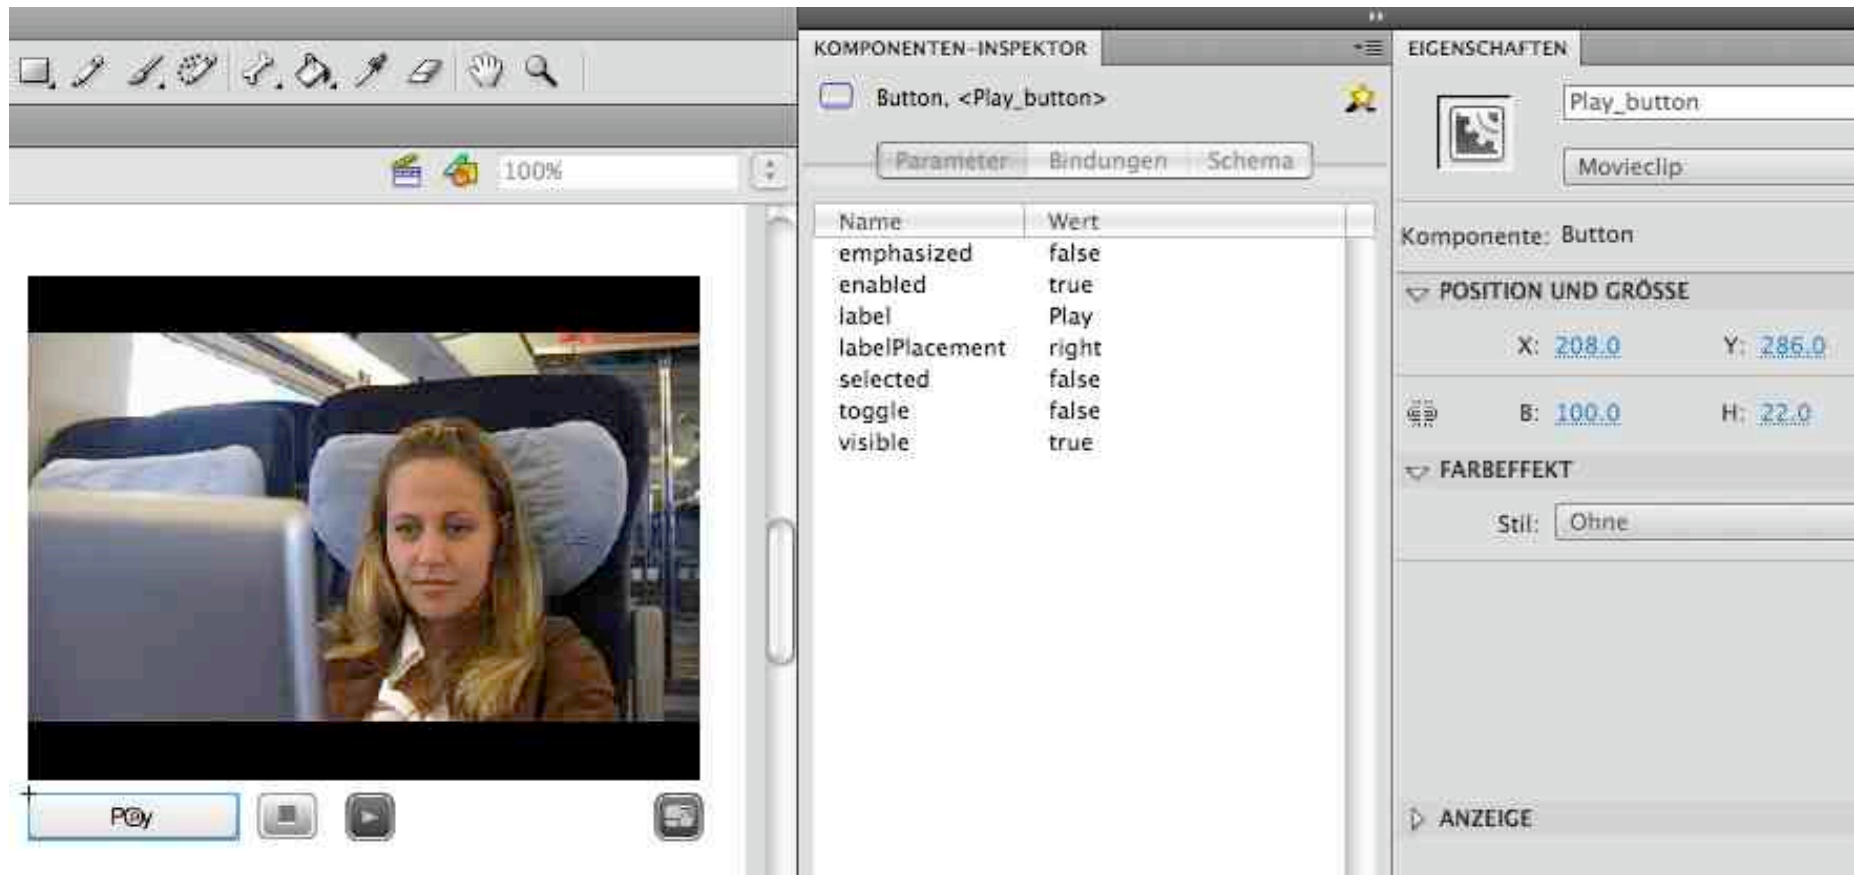 100%
Play
KOMPONENTEN-INSPEKTOR
Button, <Play_button>
Parameter Bindungen Schema
Name Wert
emphasized false
enabled true
label Play
labelPlacement right
selected false
toggle false
visible true
EIGENSCHAFTEN
Play_button
Movieclip
Komponente: Button
POSITION UND GRÖSSE
X: 208.0 Y: 286.0
B: 100.0 H: 22.0
FARBEFFEKT
Stil: Ohne
ANZEIGE